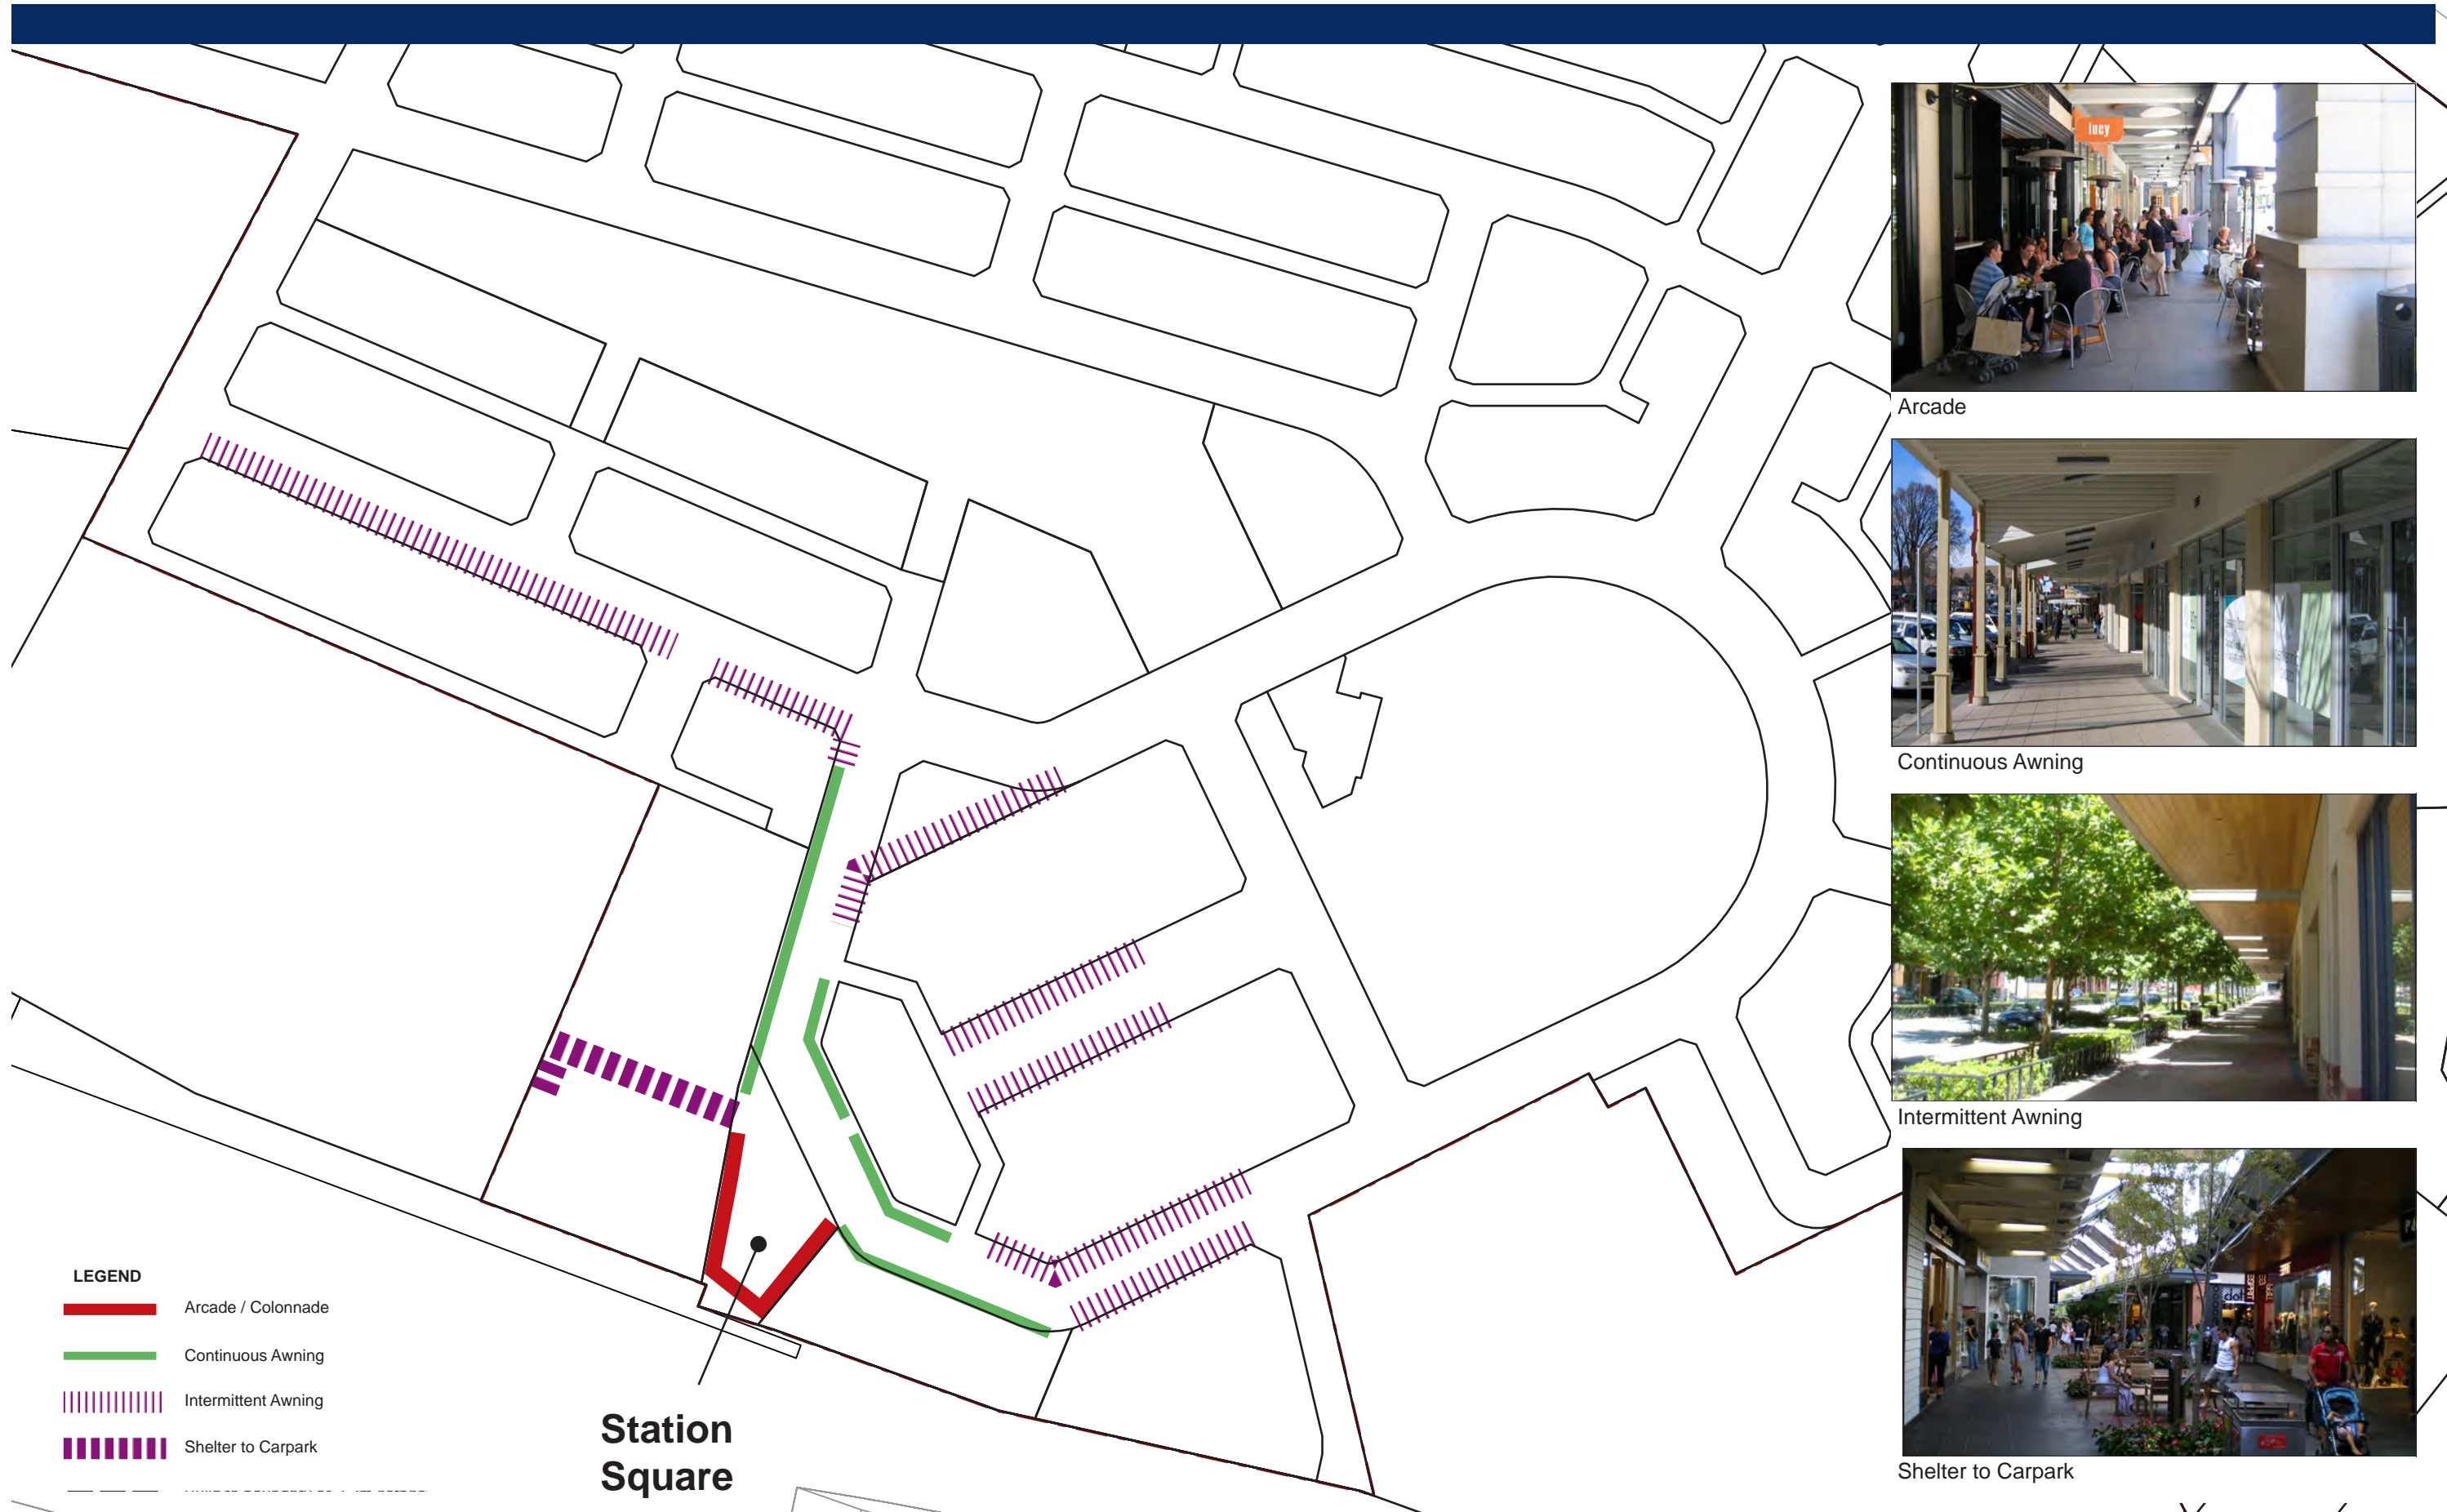 lucy
Arcade
Continuous Awning
Intermittent Awning
Shelter to Carpark
LEGEND
Arcade / Colonnade
Continuous Awning
Intermittent Awning
Shelter to Carpark
Station
Square